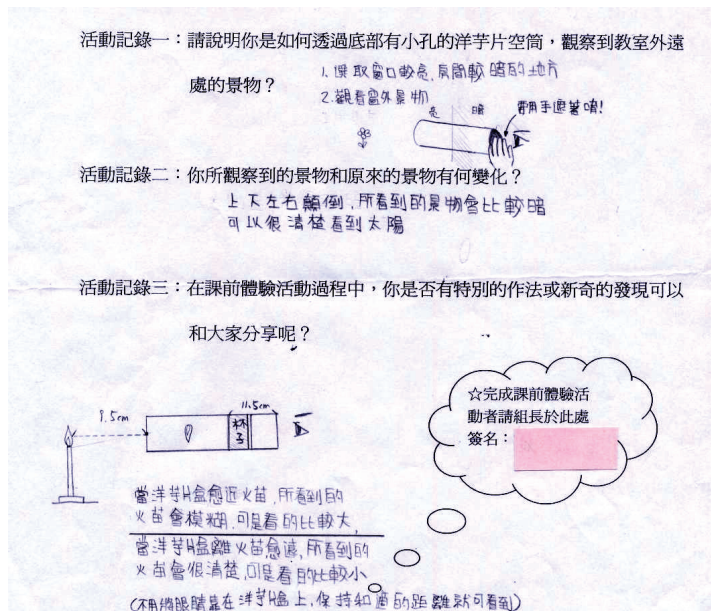 活動記錄一：請說明你是如何透過底部有小孔的洋芋片空筒，觀察到教室外遠
處的景物？
1. 選取窗口較亮,房間較暗的地方
2. 觀看窗外景物
亮 暗 要用手遮著唷!
活動記錄二：你所觀察到的景物和原來的景物有何變化？
上下左右顛倒,所看到的景物會比較暗
可以很清楚看到太陽
活動記錄三：在課前體驗活動過程中，你是否有特別的作法或新奇的發現可以
和大家分享呢？
9.5cm
11.5cm
杯子
☆完成課前體驗活
動者請組長於此處
簽名：
當洋芋片盒愈近火苗,所看到的
火苗會模糊,可是看的比較大,
當洋芋片盒離火苗愈遠,所看到的
火苗會很清楚,可是看的比較小
(不用將眼睛靠在洋芋片盒上,保持和適的距離就可看到)